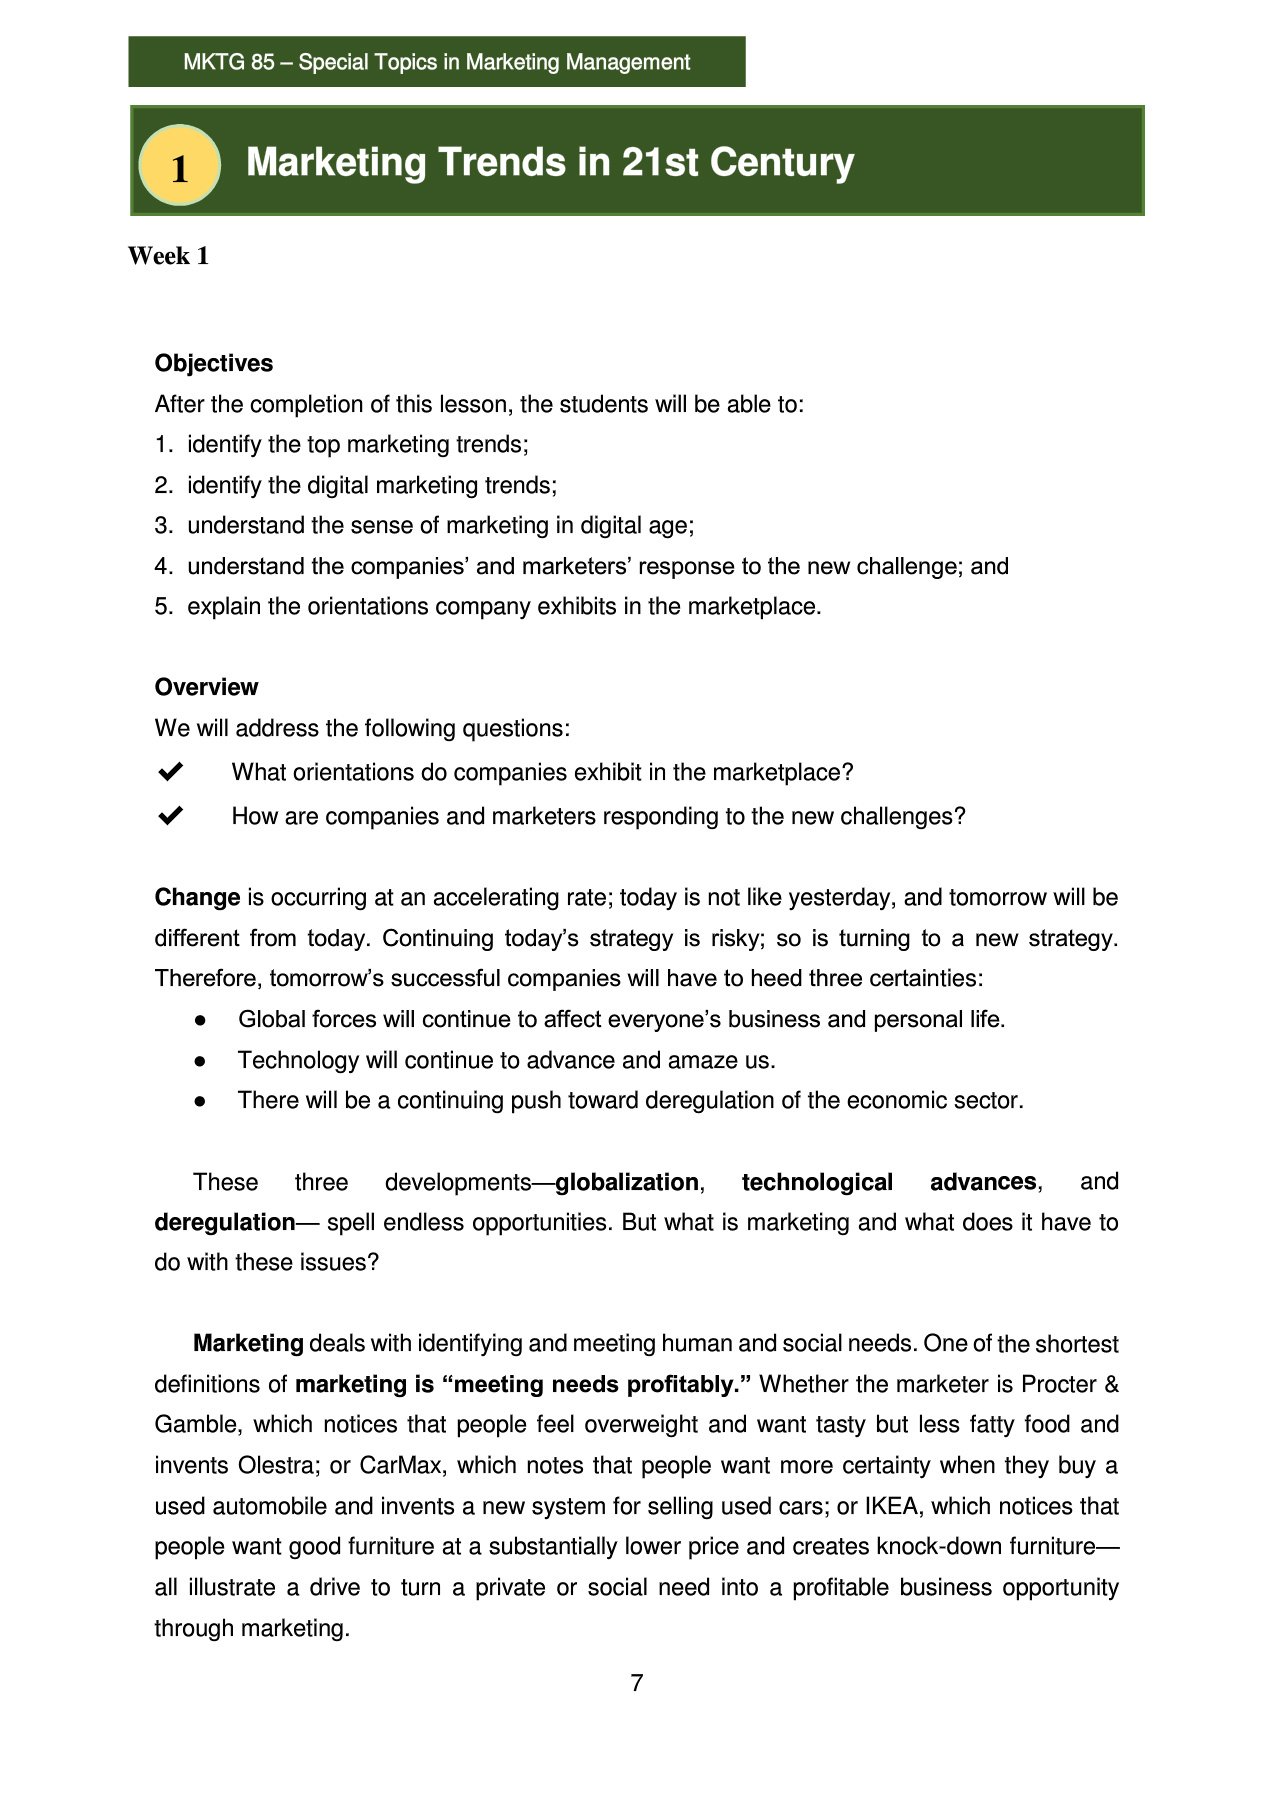 MKTG 85 – Special Topics in Marketing Management
1
Marketing Trends in 21st Century
Week 1
Objectives
After the completion of this lesson, the students will be able to:
1. identify the top marketing trends;
2. identify the digital marketing trends;
3. understand the sense of marketing in digital age;
4. understand the companies’ and marketers’ response to the new challenge; and
5. explain the orientations company exhibits in the marketplace.
Overview
We will address the following questions:
✔ What orientations do companies exhibit in the marketplace?
✔ How are companies and marketers responding to the new challenges?
Change is occurring at an accelerating rate; today is not like yesterday, and tomorrow will be
different from today. Continuing today’s strategy is risky; so is turning to a new strategy.
Therefore, tomorrow’s successful companies will have to heed three certainties:
● Global forces will continue to affect everyone’s business and personal life.
● Technology will continue to advance and amaze us.
● There will be a continuing push toward deregulation of the economic sector.
These three developments—globalization, technological advances, and
deregulation— spell endless opportunities. But what is marketing and what does it have to
do with these issues?
Marketing deals with identifying and meeting human and social needs. One of the shortest
definitions of marketing is “meeting needs profitably.” Whether the marketer is Procter &
Gamble, which notices that people feel overweight and want tasty but less fatty food and
invents Olestra; or CarMax, which notes that people want more certainty when they buy a
used automobile and invents a new system for selling used cars; or IKEA, which notices that
people want good furniture at a substantially lower price and creates knock-down furniture—
all illustrate a drive to turn a private or social need into a profitable business opportunity
through marketing.
7